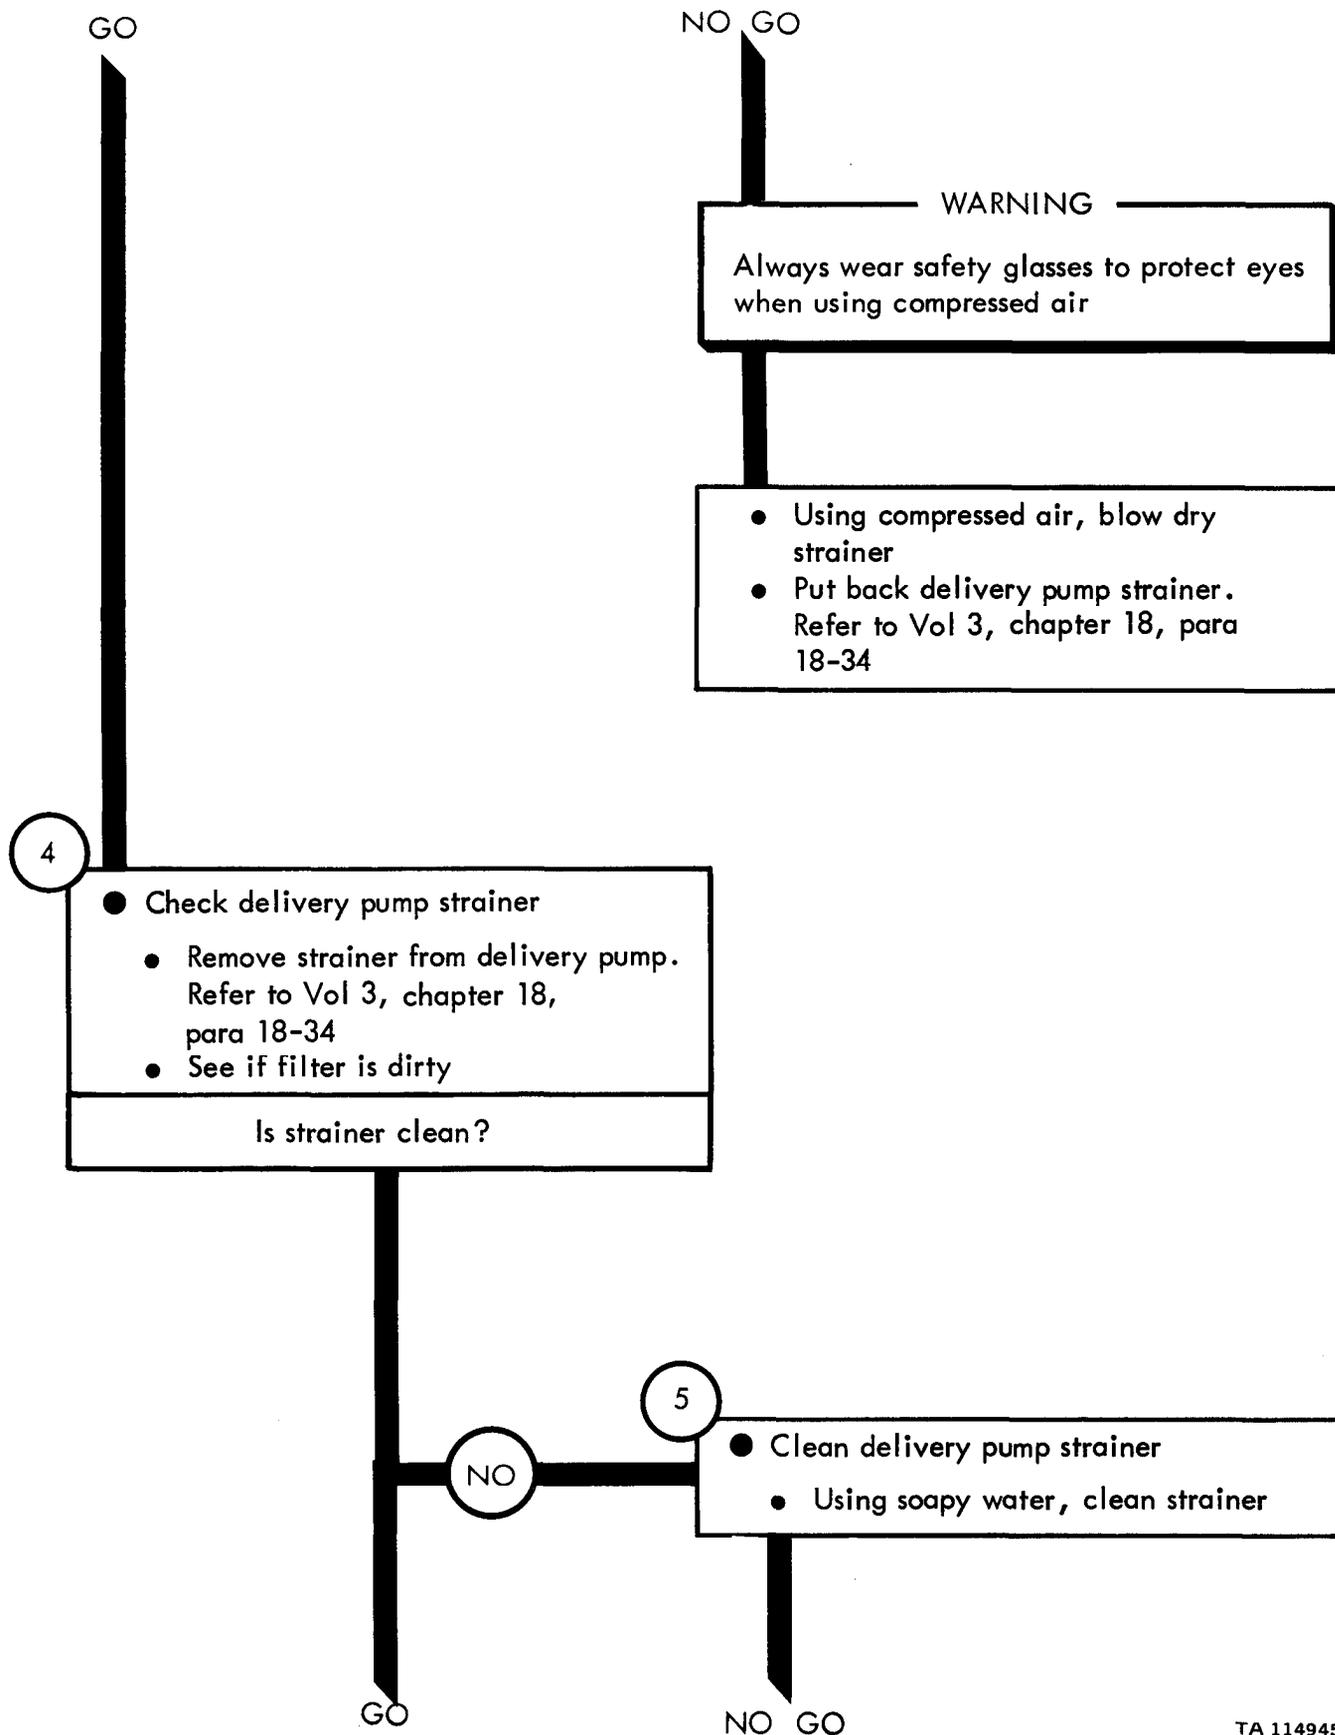 GO
NO GO
WARNING
Always wear safety glasses to protect eyes
when using compressed air
● Using compressed air, blow dry
strainer
● Put back delivery pump strainer.
Refer to Vol 3, chapter 18, para
18-34
4
● Check delivery pump strainer
● Remove strainer from delivery pump.
Refer to Vol 3, chapter 18,
para 18-34
● See if filter is dirty
Is strainer clean?
5
● Clean delivery pump strainer
● Using soapy water, clean strainer
NO
GO
NO GO
TA 114945